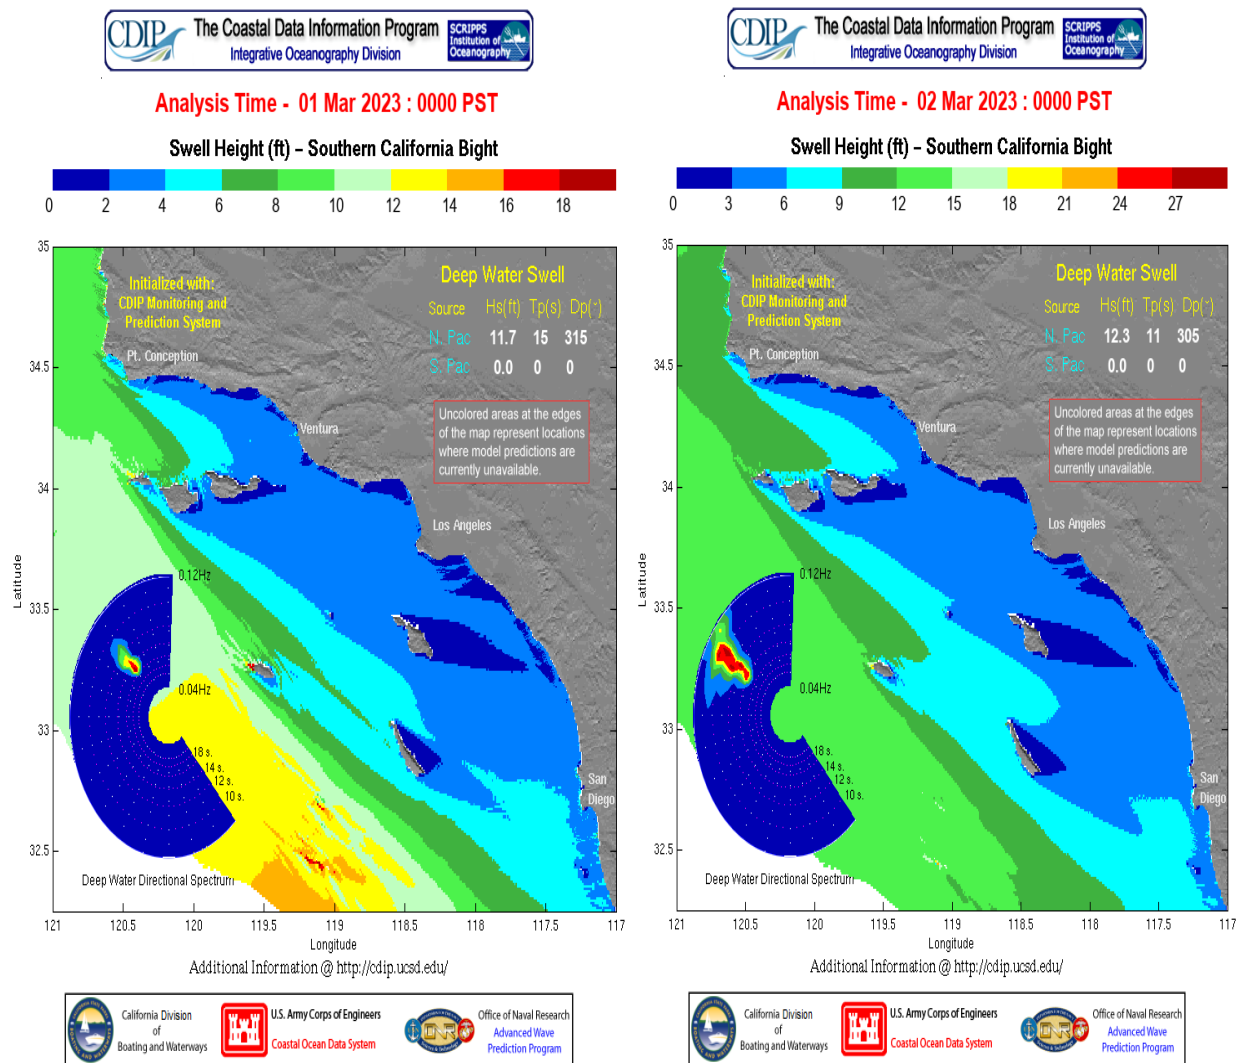 CDIP
The Coastal Data Information Program
Integrative Oceanography Division
SCRIPPS
Institution of
Oceanography
Analysis Time - 01 Mar 2023 : 0000 PST
Swell Height (ft) – Southern California Bight
0 2 4 6 8 10 12 14 16 18
35
34.5
34
33.5
33
32.5
Latitude
Initialized with:
CDIP Monitoring and
Prediction System
Deep Water Swell
Source Hs(ft) Tp(s) Dp(°)
N. Pac 11.7 15 315
S. Pac 0.0 0 0
Uncolored areas at the edges
of the map represent locations
where model predictions are
currently unavailable.
Pt. Conception
Ventura
Los Angeles
San
Diego
0.12Hz
0.04Hz
18 s.
14 s.
12 s.
10 s.
Deep Water Directional Spectrum
121 120.5 120 119.5 119 118.5 118 117.5 117
Longitude
Additional Information @ http://cdip.ucsd.edu/
California Division
of
Boating and Waterways
U.S. Army Corps of Engineers
Coastal Ocean Data System
ONR
Office of Naval Research
Advanced Wave
Prediction Program
CDIP
The Coastal Data Information Program
Integrative Oceanography Division
SCRIPPS
Institution of
Oceanography
Analysis Time - 02 Mar 2023 : 0000 PST
Swell Height (ft) – Southern California Bight
0 3 6 9 12 15 18 21 24 27
35
34.5
34
33.5
33
32.5
Latitude
Initialized with:
CDIP Monitoring and
Prediction System
Deep Water Swell
Source Hs(ft) Tp(s) Dp(°)
N. Pac 12.3 11 305
S. Pac 0.0 0 0
Uncolored areas at the edges
of the map represent locations
where model predictions are
currently unavailable.
Pt. Conception
Ventura
Los Angeles
San
Diego
0.12Hz
0.04Hz
18 s.
14 s.
12 s.
10 s.
Deep Water Directional Spectrum
121 120.5 120 119.5 119 118.5 118 117.5 117
Longitude
Additional Information @ http://cdip.ucsd.edu/
California Division
of
Boating and Waterways
U.S. Army Corps of Engineers
Coastal Ocean Data System
ONR
Office of Naval Research
Advanced Wave
Prediction Program